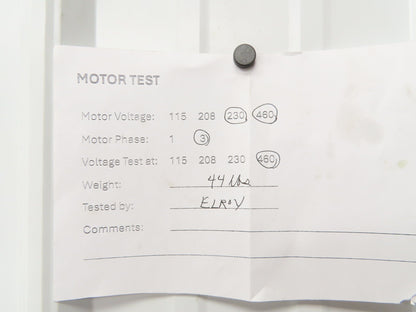 MOTOR TEST
Motor Voltage: 115 208 230 460
Motor Phase: 1 3
Voltage Test at: 115 208 230 460
Weight: 44 lbs
Tested by: ELROY
Comments: